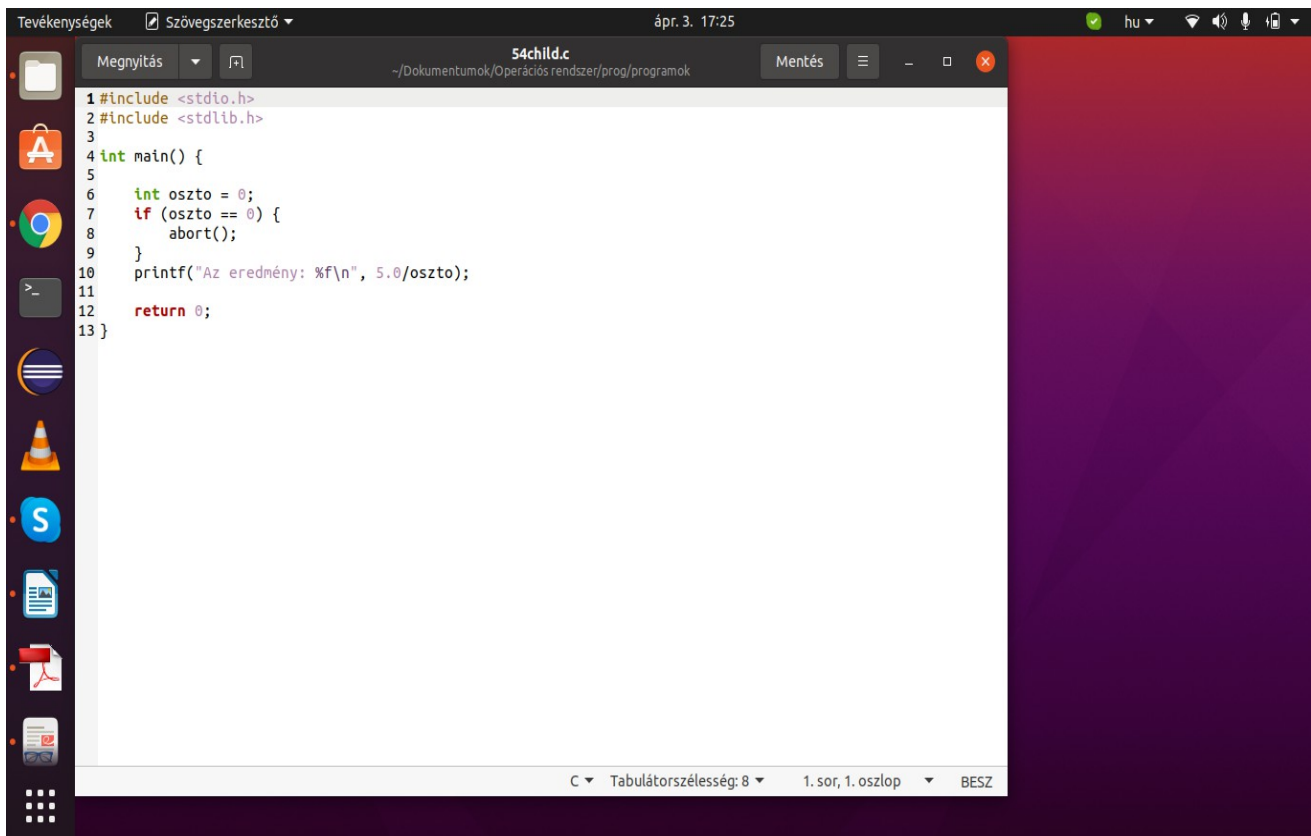 Tevékenységek Szövegszerkesztő ápr. 3. 17:25 hu
Megnyitás 54child.c Mentés
~/Dokumentumok/Operációs rendszer/prog/programok
1 #include <stdio.h>
2 #include <stdlib.h>
3
4 int main() {
5
6     int oszto = 0;
7     if (oszto == 0) {
8         abort();
9     }
10     printf("Az eredmény: %f\n", 5.0/oszto);
11
12     return 0;
13 }
C Tabulátorszélesség: 8 1. sor, 1. oszlop BESZ